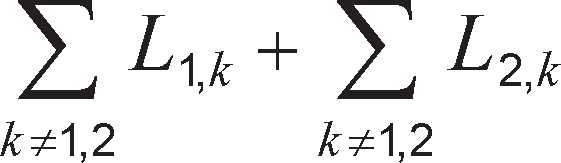 ∑_{k≠1,2} L_{1,k} + ∑_{k≠1,2} L_{2,k}